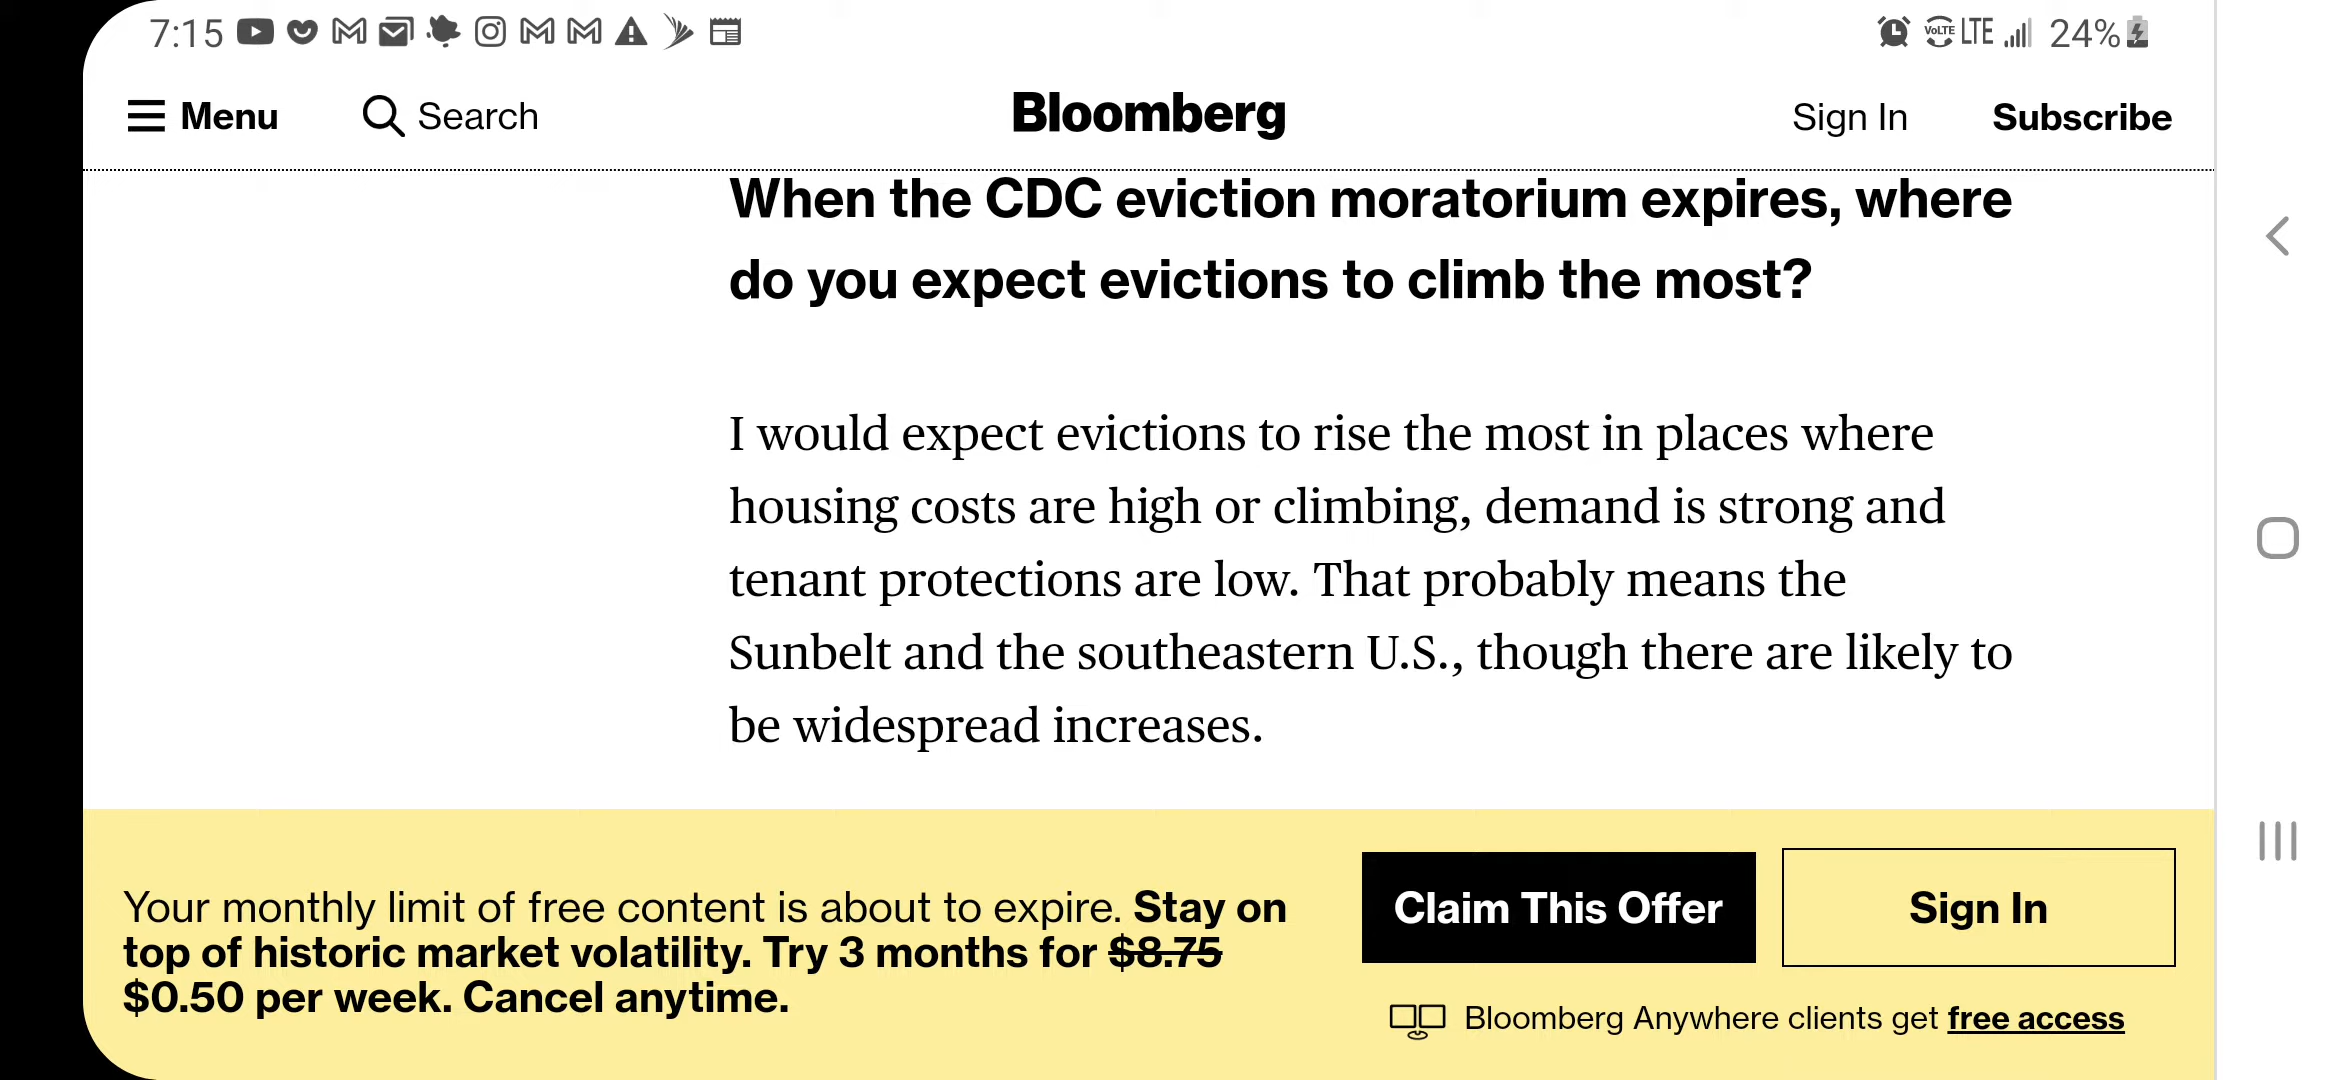 7:15 VoLTE LTE 24%
Menu Search Bloomberg Sign In Subscribe
When the CDC eviction moratorium expires, where
do you expect evictions to climb the most?
I would expect evictions to rise the most in places where
housing costs are high or climbing, demand is strong and
tenant protections are low. That probably means the
Sunbelt and the southeastern U.S., though there are likely to
be widespread increases.
Your monthly limit of free content is about to expire. Stay on
top of historic market volatility. Try 3 months for $8.75
$0.50 per week. Cancel anytime.
Claim This Offer
Sign In
Bloomberg Anywhere clients get free access